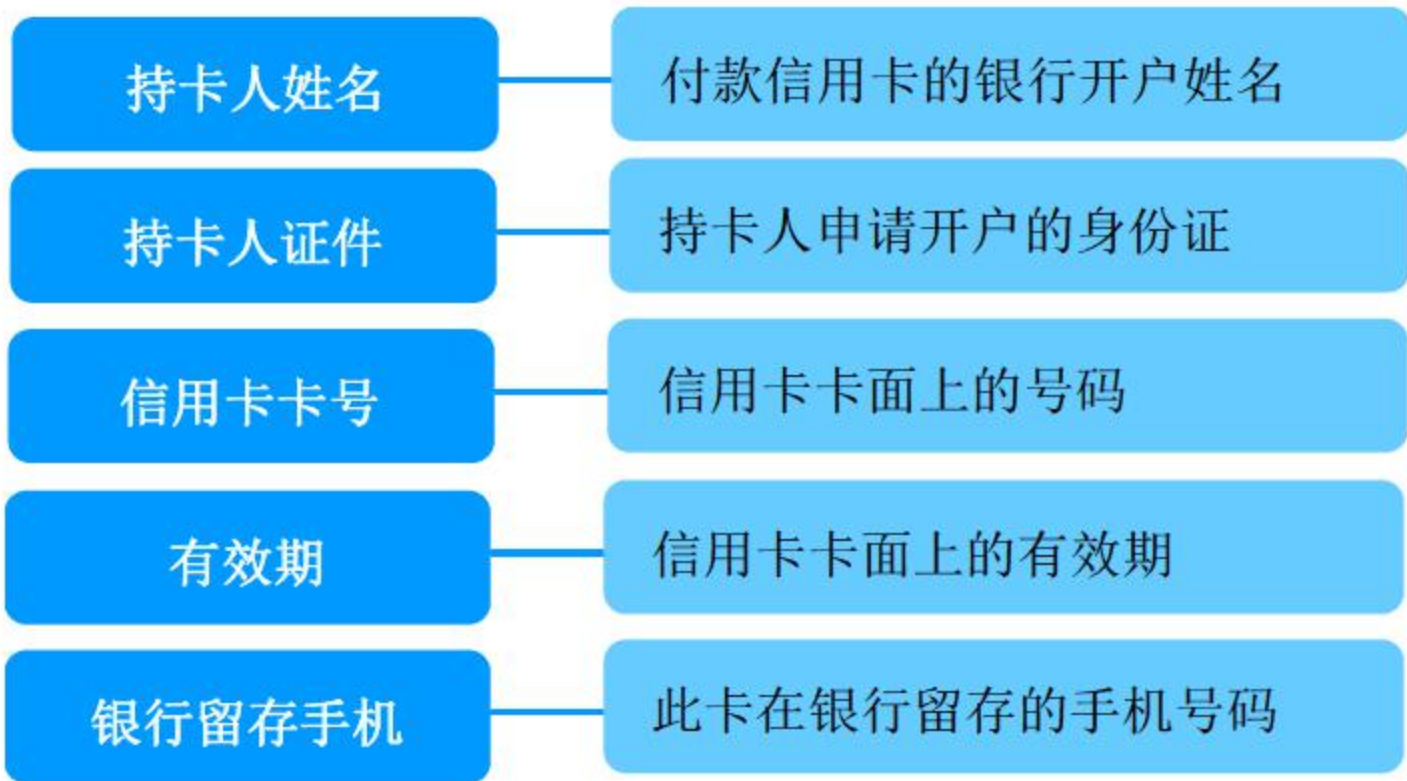 持卡人姓名
付款信用卡的银行开户姓名
持卡人证件
持卡人申请开户的身份证
信用卡卡号
信用卡卡面上的号码
有效期
信用卡卡面上的有效期
银行留存手机
此卡在银行留存的手机号码